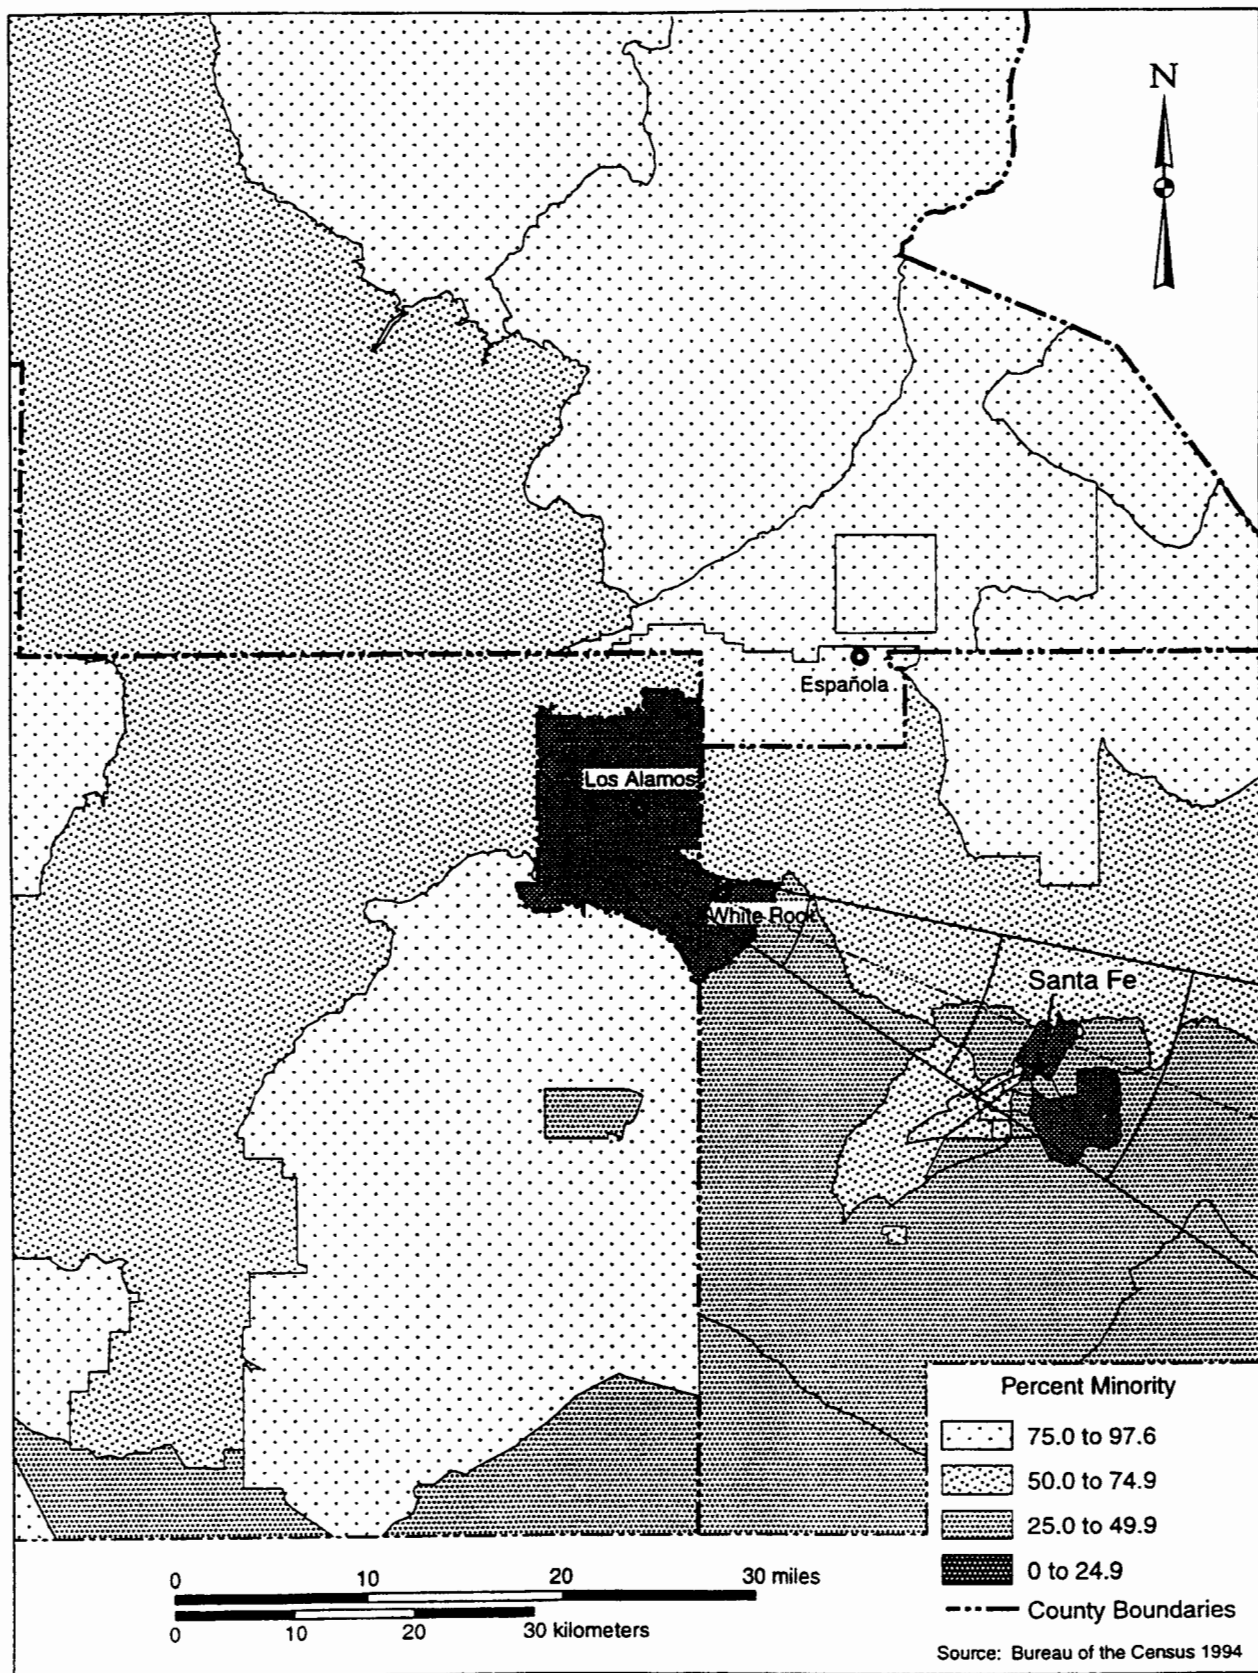 N
Española
Los Alamos
White Rock
Santa Fe
Percent Minority
75.0 to 97.6
50.0 to 74.9
25.0 to 49.9
0 to 24.9
County Boundaries
Source: Bureau of the Census 1994
0 10 20 30 miles
0 10 20 30 kilometers